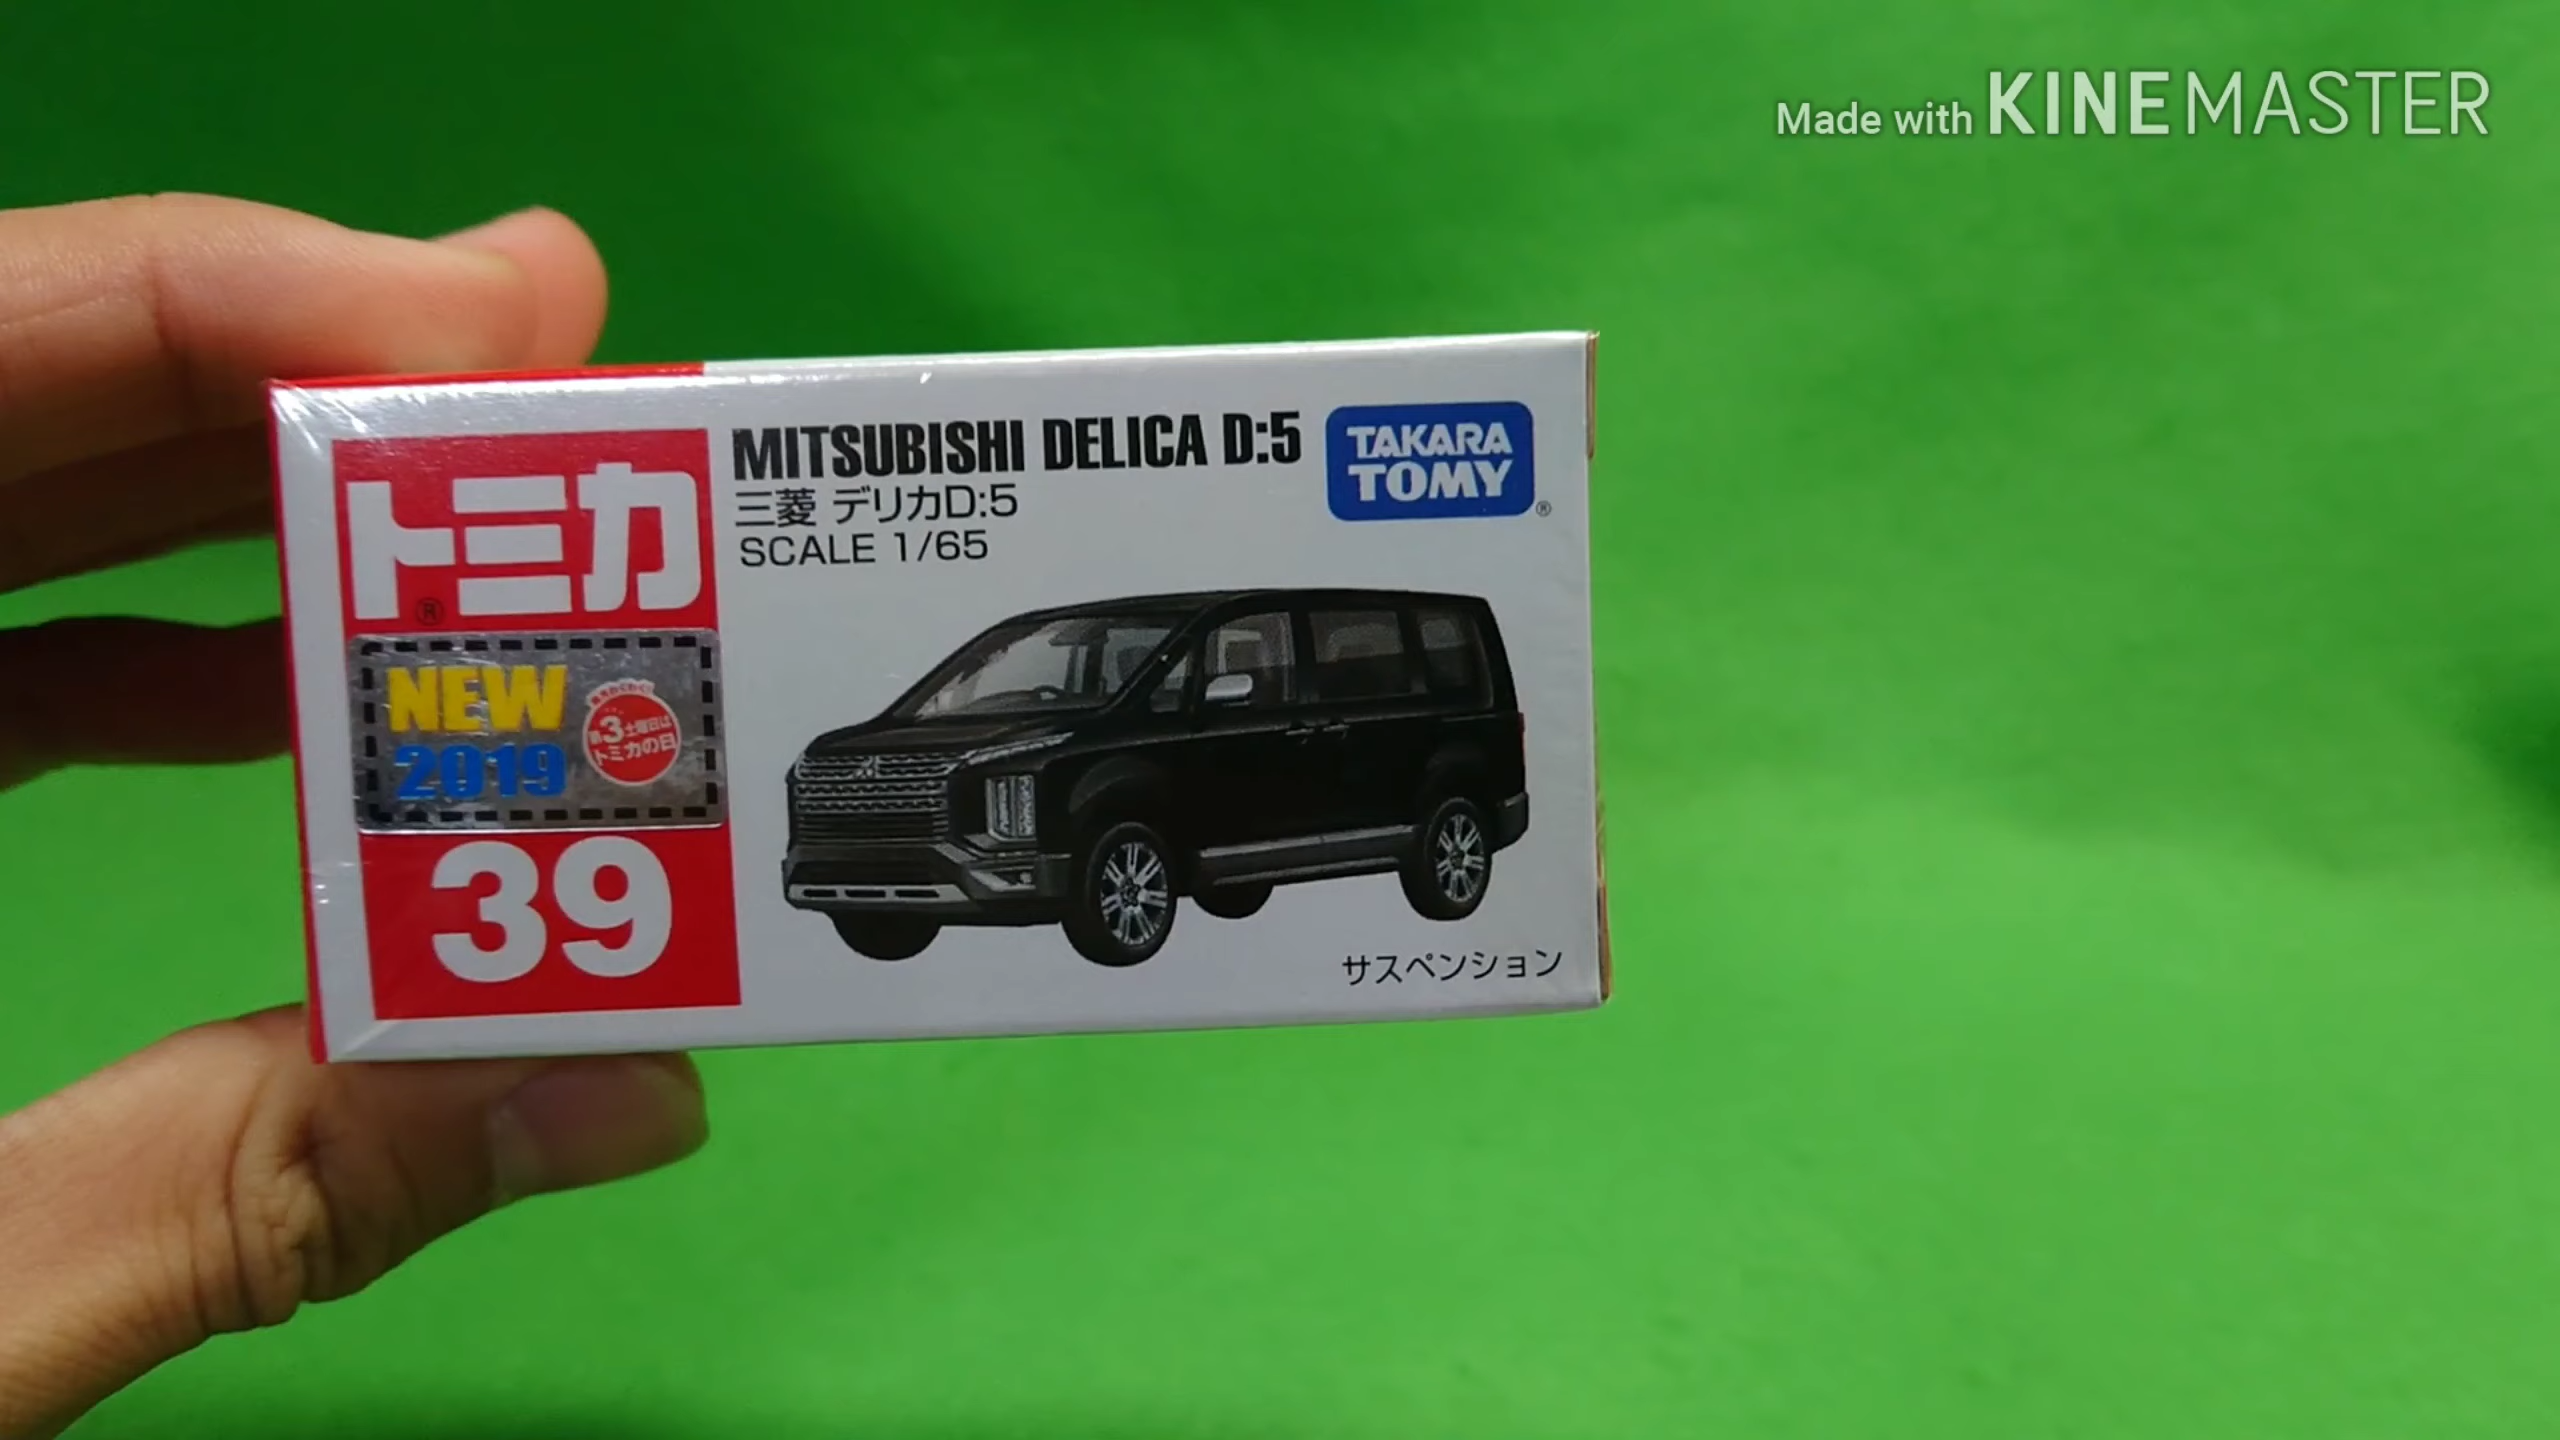 Made with KINEMASTER
トミカ
®
NEW
2019
第3土曜日は
トミカの日
39
MITSUBISHI DELICA D:5
三菱 デリカD:5
SCALE 1/65
TAKARA
TOMY
®
サスペンション